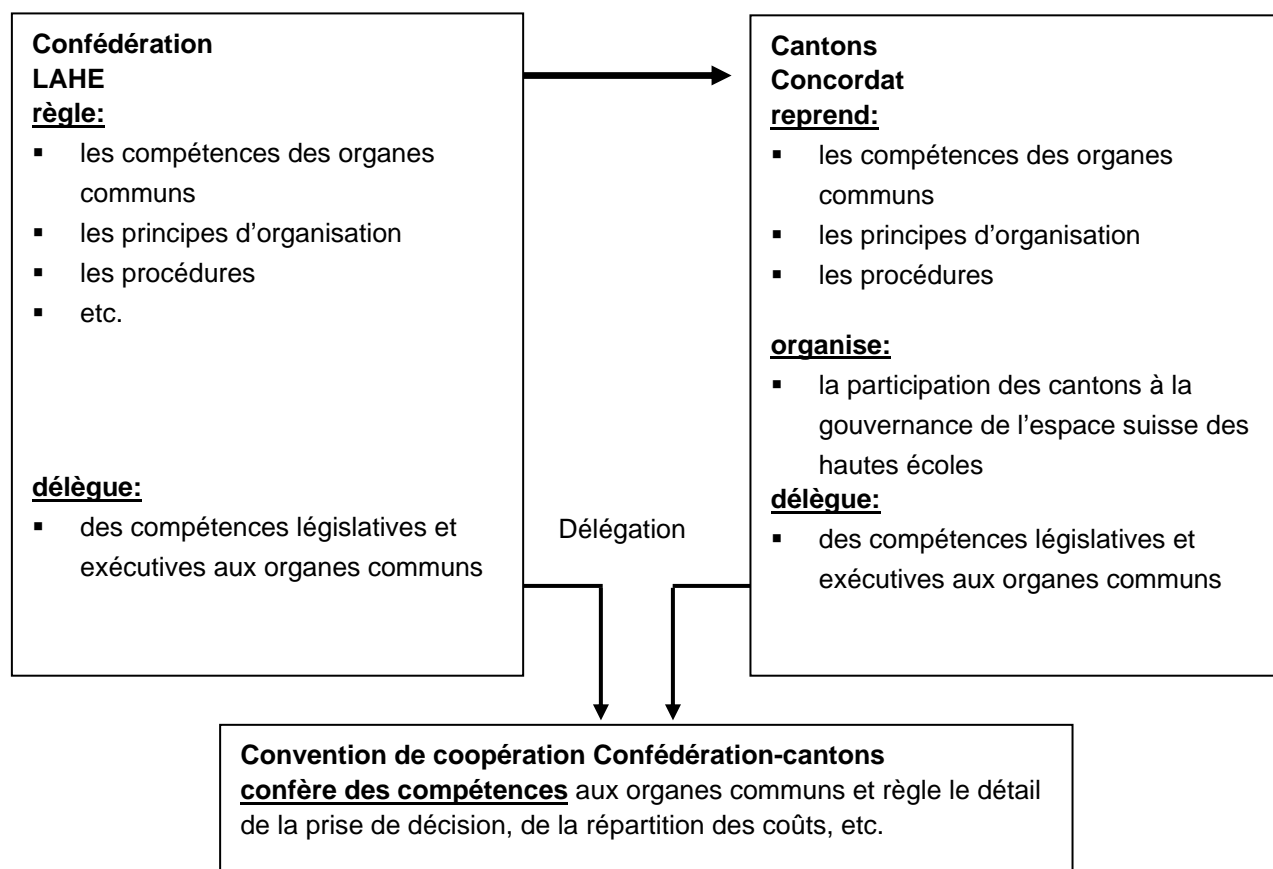 Confédération
LAHE
règle:
▪ les compétences des organes
communs
▪ les principes d'organisation
▪ les procédures
▪ etc.
délègue:
▪ des compétences législatives et
exécutives aux organes communs
Délégation
Cantons
Concordat
reprend:
▪ les compétences des organes
communs
▪ les principes d'organisation
▪ les procédures
organise:
▪ la participation des cantons à la
gouvernance de l'espace suisse des
hautes écoles
délègue:
▪ des compétences législatives et
exécutives aux organes communs
Convention de coopération Confédération-cantons
confère des compétences aux organes communs et règle le détail
de la prise de décision, de la répartition des coûts, etc.